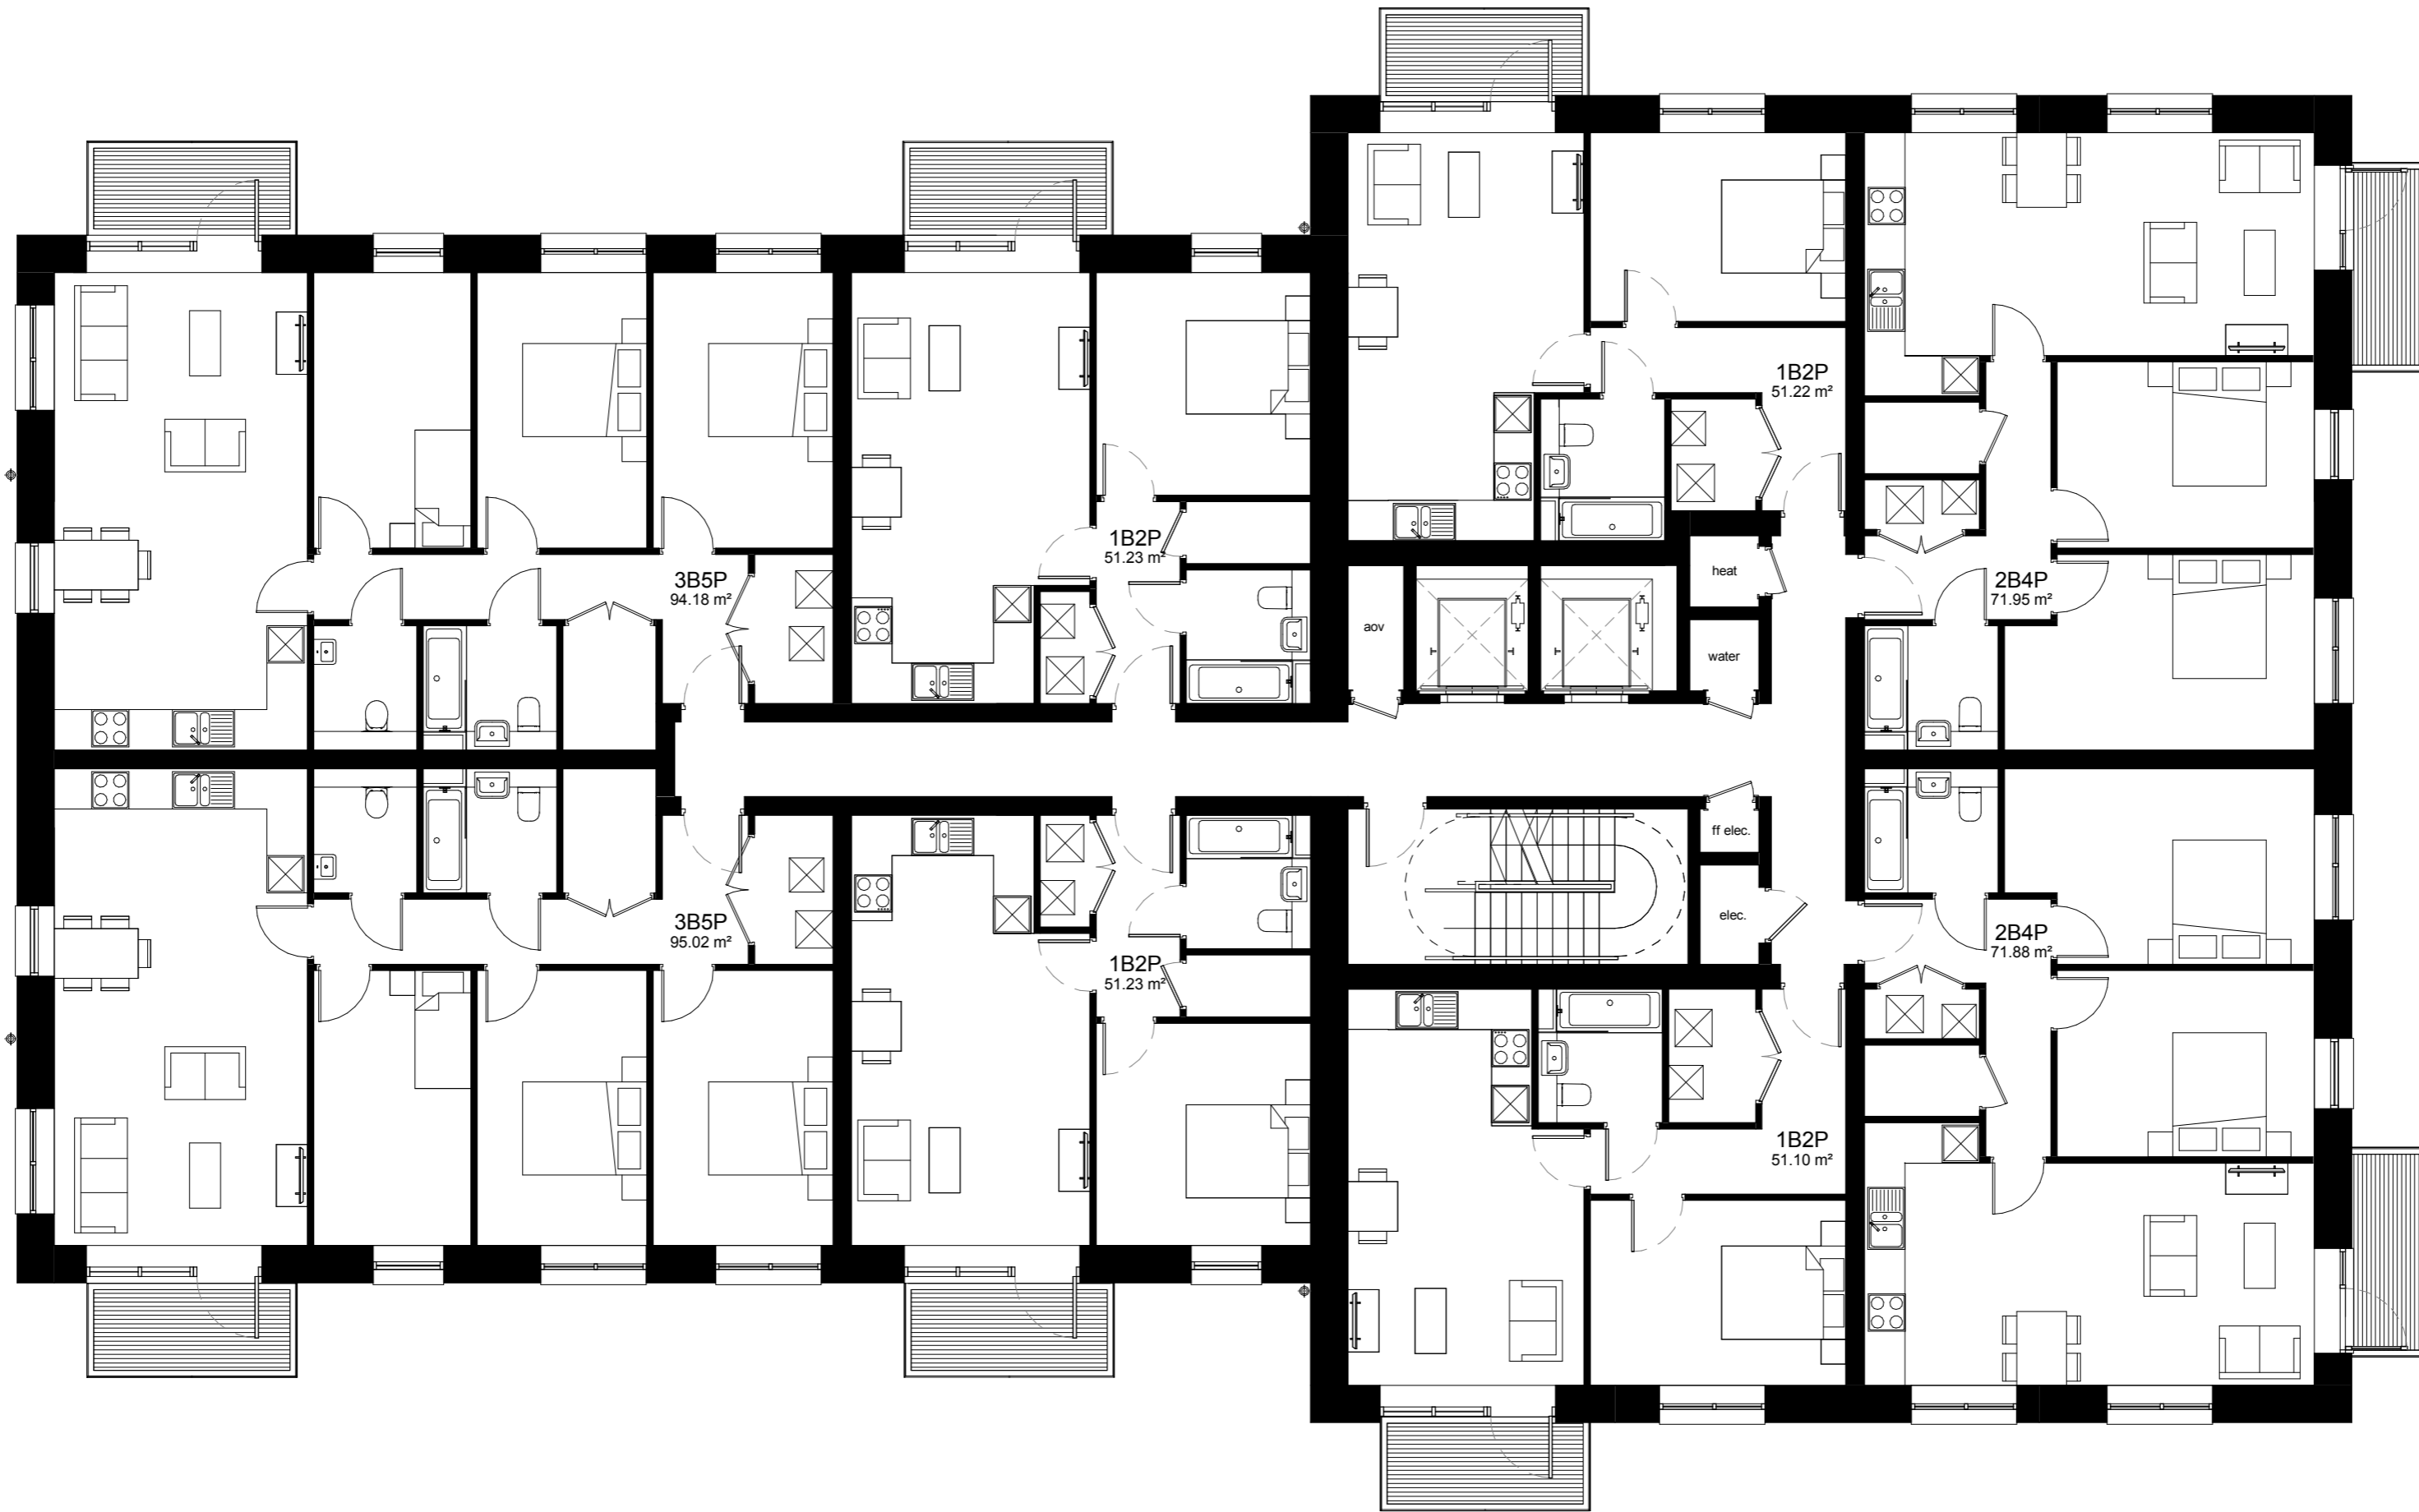 1B2P
51.22 m²
1B2P
51.23 m²
3B5P
94.18 m²
heat
2B4P
71.95 m²
aov
water
ff elec.
elec.
3B5P
95.02 m²
2B4P
71.88 m²
1B2P
51.23 m²
1B2P
51.10 m²